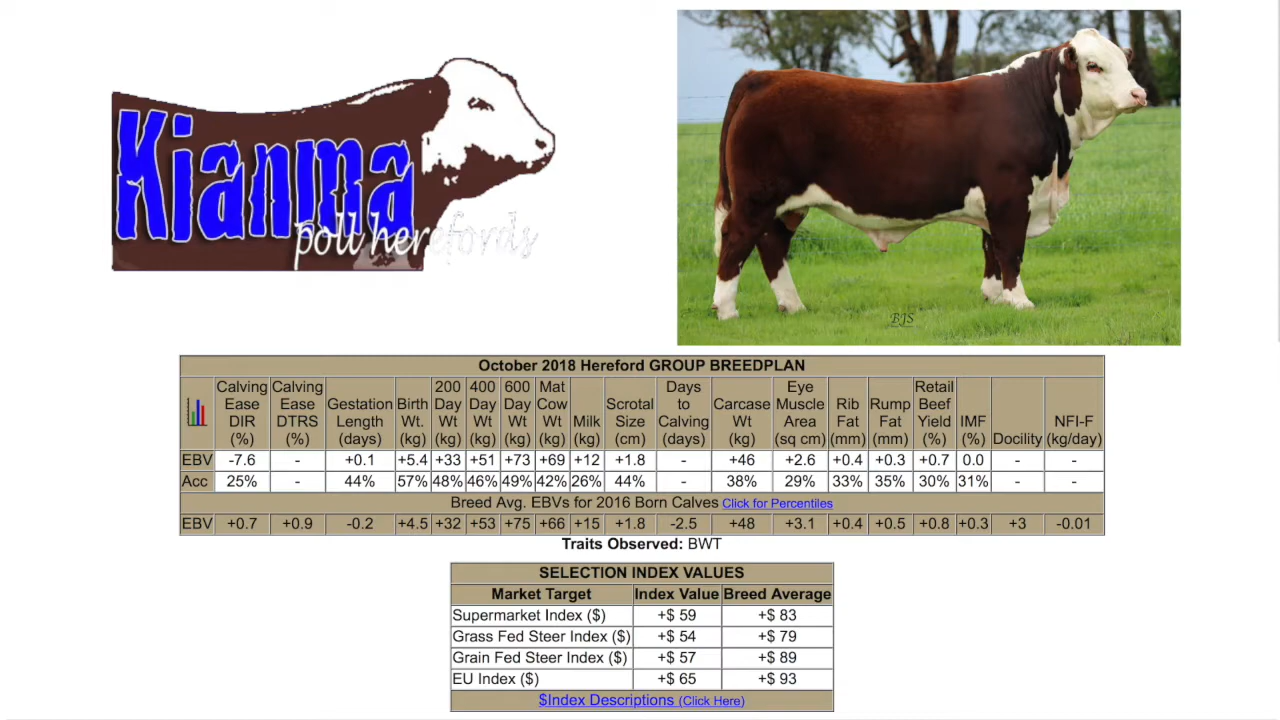 Kianma
poll herefords
BJS
October 2018 Hereford GROUP BREEDPLAN
Calving Ease DIR (%) Calving Ease DTRS (%) Gestation Length (days) Birth Wt. (kg) 200 Day Wt (kg) 400 Day Wt (kg) 600 Day Wt (kg) Mat Cow Wt (kg) Milk (kg) Scrotal Size (cm) Days to Calving (days) Carcase Wt (kg) Eye Muscle Area (sq cm) Rib Fat (mm) Rump Fat (mm) Retail Beef Yield (%) IMF (%) Docility NFI-F (kg/day)
EBV -7.6 - +0.1 +5.4 +33 +51 +73 +69 +12 +1.8 - +46 +2.6 +0.4 +0.3 +0.7 0.0 - -
Acc 25% - 44% 57% 48% 46% 49% 42% 26% 44% - 38% 29% 33% 35% 30% 31% - -
Breed Avg. EBVs for 2016 Born Calves Click for Percentiles
EBV +0.7 +0.9 -0.2 +4.5 +32 +53 +75 +66 +15 +1.8 -2.5 +48 +3.1 +0.4 +0.5 +0.8 +0.3 +3 -0.01
Traits Observed: BWT
SELECTION INDEX VALUES
Market Target Index Value Breed Average
Supermarket Index ($) +$ 59 +$ 83
Grass Fed Steer Index ($) +$ 54 +$ 79
Grain Fed Steer Index ($) +$ 57 +$ 89
EU Index ($) +$ 65 +$ 93
$Index Descriptions (Click Here)